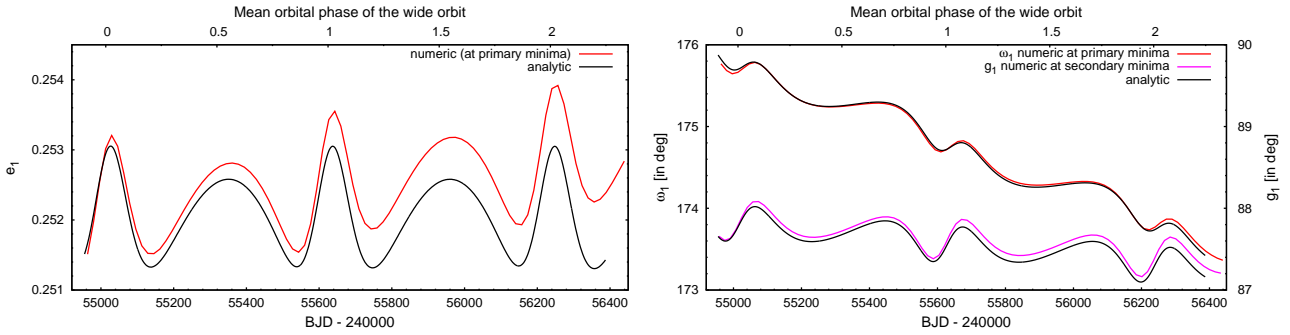 Mean orbital phase of the wide orbit
0 0.5 1 1.5 2
numeric (at primary minima)
analytic
0.254
0.253
0.252
0.251
e1
55000 55200 55400 55600 55800 56000 56200 56400
BJD - 240000
Mean orbital phase of the wide orbit
0 0.5 1 1.5 2
ω1 numeric at primary minima
g1 numeric at secondary minima
analytic
176
175
174
173
ω1 [in deg]
90
89
88
87
g1 [in deg]
55000 55200 55400 55600 55800 56000 56200 56400
BJD - 240000